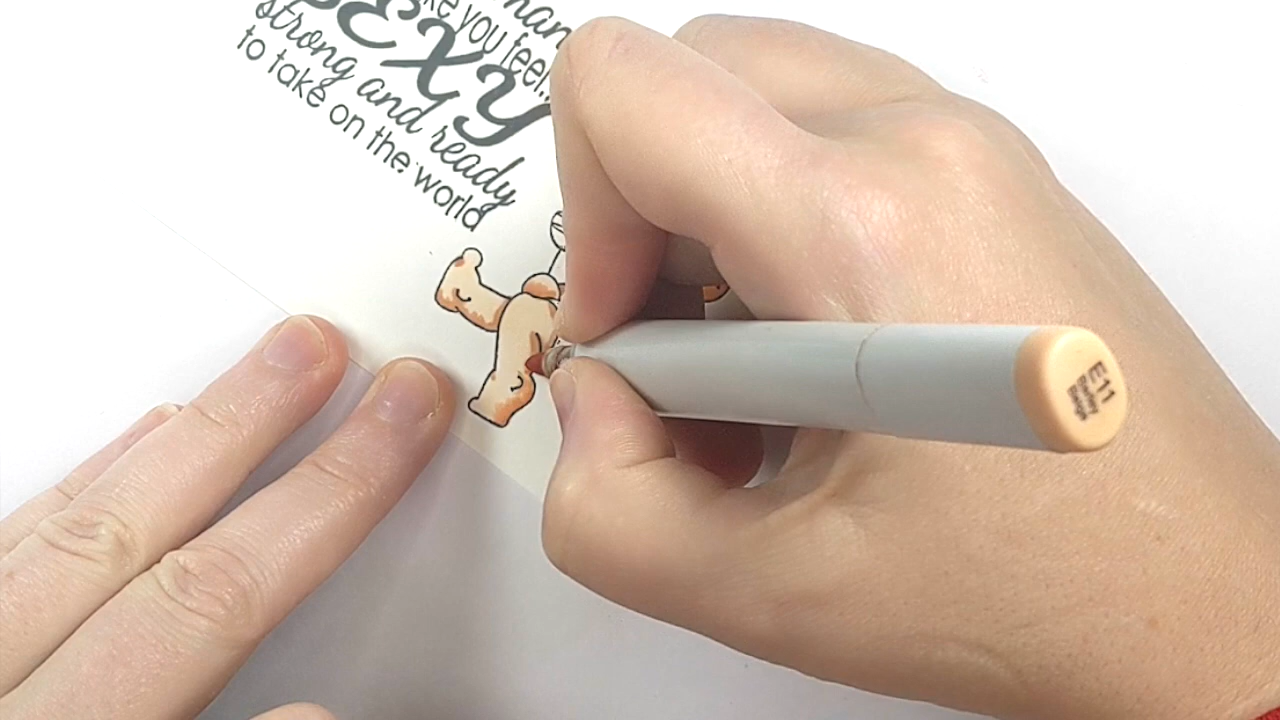 you feel...
SEXY
strong and ready
to take on the world
E11